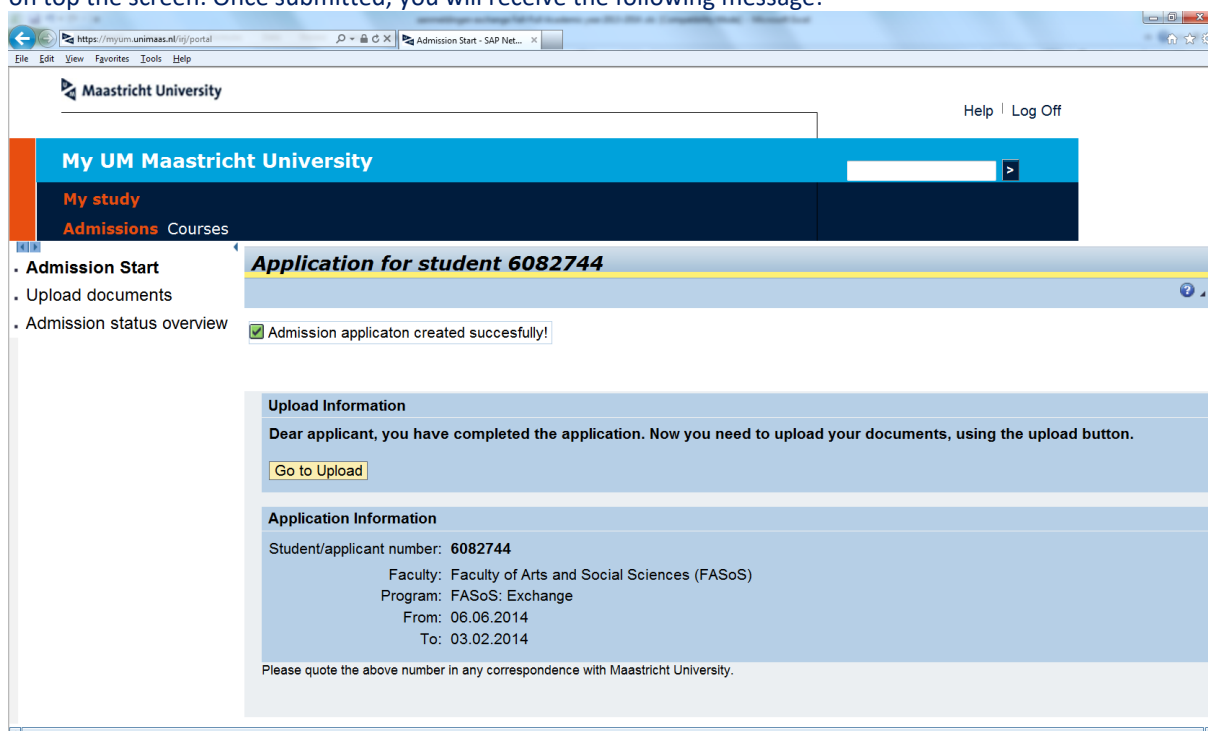 on top the screen. Once submitted, you will receive the following message:
https://myum.unimaas.nl/irj/portal
Admission Start - SAP Net...
File Edit View Favorites Tools Help
Maastricht University
Help Log Off
My UM Maastricht University
>
My study
Admissions Courses
Admission Start
Upload documents
Admission status overview
Application for student 6082744
Admission applicaton created succesfully!
Upload Information
Dear applicant, you have completed the application. Now you need to upload your documents, using the upload button.
Go to Upload
Application Information
Student/applicant number: 6082744
Faculty: Faculty of Arts and Social Sciences (FASoS)
Program: FASoS: Exchange
From: 06.06.2014
To: 03.02.2014
Please quote the above number in any correspondence with Maastricht University.